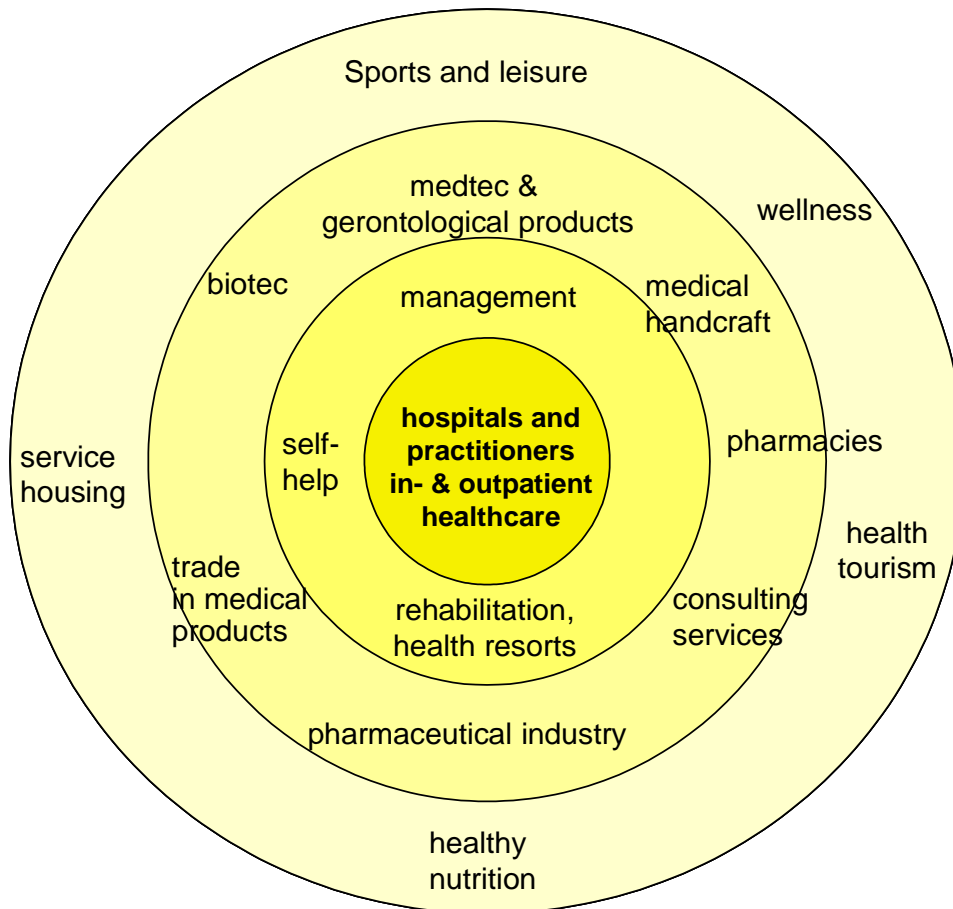 Sports and leisure
medtec &
gerontological products
wellness
biotec
management
medical
handcraft
hospitals and
practitioners
in- & outpatient
healthcare
self-
help
pharmacies
service
housing
health
tourism
trade
in medical
products
rehabilitation,
health resorts
consulting
services
pharmaceutical industry
healthy
nutrition